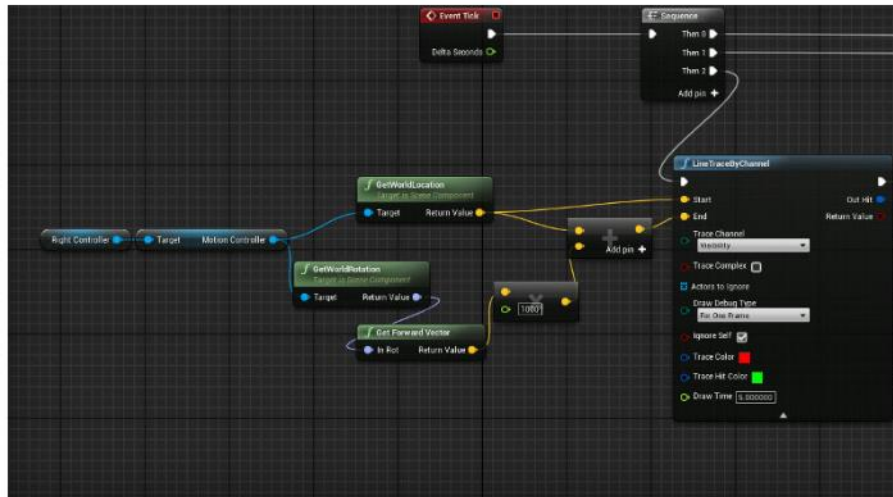 Event Tick
Delta Seconds
Sequence
Then 0
Then 1
Then 2
Add pin +
LineTraceByChannel
Start
Out Hit
End
Return Value
Trace Channel
Visibility
Trace Complex
Actors to Ignore
Draw Debug Type
For One Frame
Ignore Self
Trace Color
Trace Hit Color
Draw Time 5.000000
GetWorldLocation
Target is Scene Component
Target
Return Value
Add pin +
Right Controller
Target
Motion Controller
GetWorldRotation
Target is Scene Component
Target
Return Value
Get Forward Vector
In Rot
Return Value